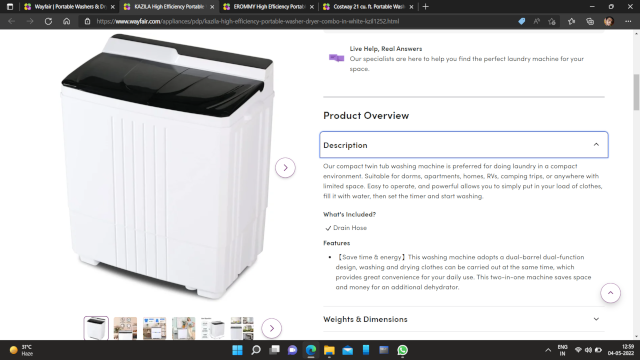 Wayfair | Portable Washers & Dr
KAZILA High Efficiency Portable
EROMMY High Efficiency Portable
Costway 21 cu. ft. Portable Wash
https://www.wayfair.com/appliances/pdp/kazila-high-efficiency-portable-washer-dryer-combos-in-white-kzil1252.html
Live Help, Real Answers
Our specialists are here to help you find the perfect laundry machine for your
space.
Product Overview
Description
Our compact twin tub washing machine is preferred for doing laundry in a compact
environment. Suitable for dorms, apartments, homes, RVs, camping trips, or anywhere with
limited space. Easy to operate, and powerful allows you to simply put in your load of clothes,
fill it with water, then set the timer and start washing.
What's Included?
Drain Hose
Features
【Save time & energy】This washing machine adopts a dual-barrel dual-function
design, washing and drying clothes can be carried out at the same time, which
provides great convenience for your daily use. This two-in-one machine saves space
and money for an additional dehydrator.
Weights & Dimensions
31°C
Haze
ENG
IN
12:59
04-05-2022